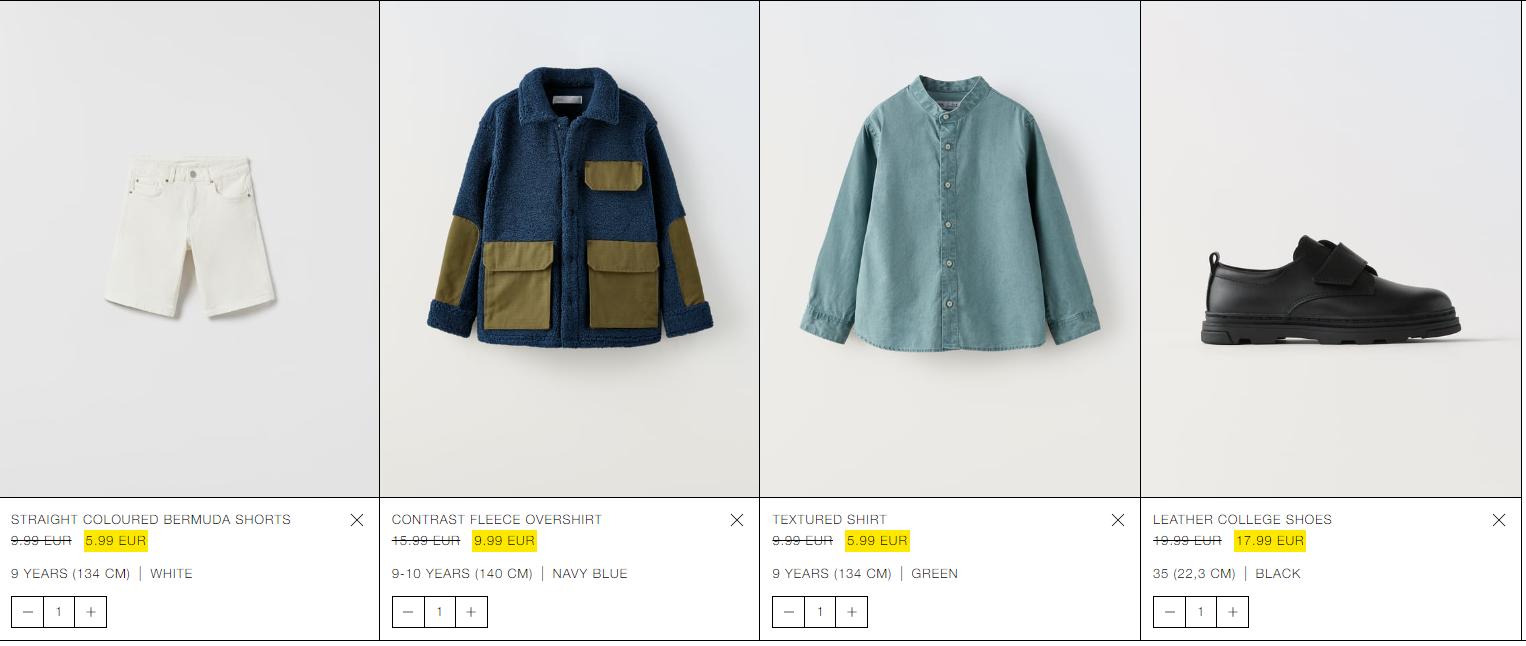 STRAIGHT COLOURED BERMUDA SHORTS
9.99 EUR 5.99 EUR
9 YEARS (134 CM) | WHITE
1
CONTRAST FLEECE OVERSHIRT
15.99 EUR 9.99 EUR
9-10 YEARS (140 CM) | NAVY BLUE
1
TEXTURED SHIRT
9.99 EUR 5.99 EUR
9 YEARS (134 CM) | GREEN
1
LEATHER COLLEGE SHOES
19.99 EUR 17.99 EUR
35 (22,3 CM) | BLACK
1